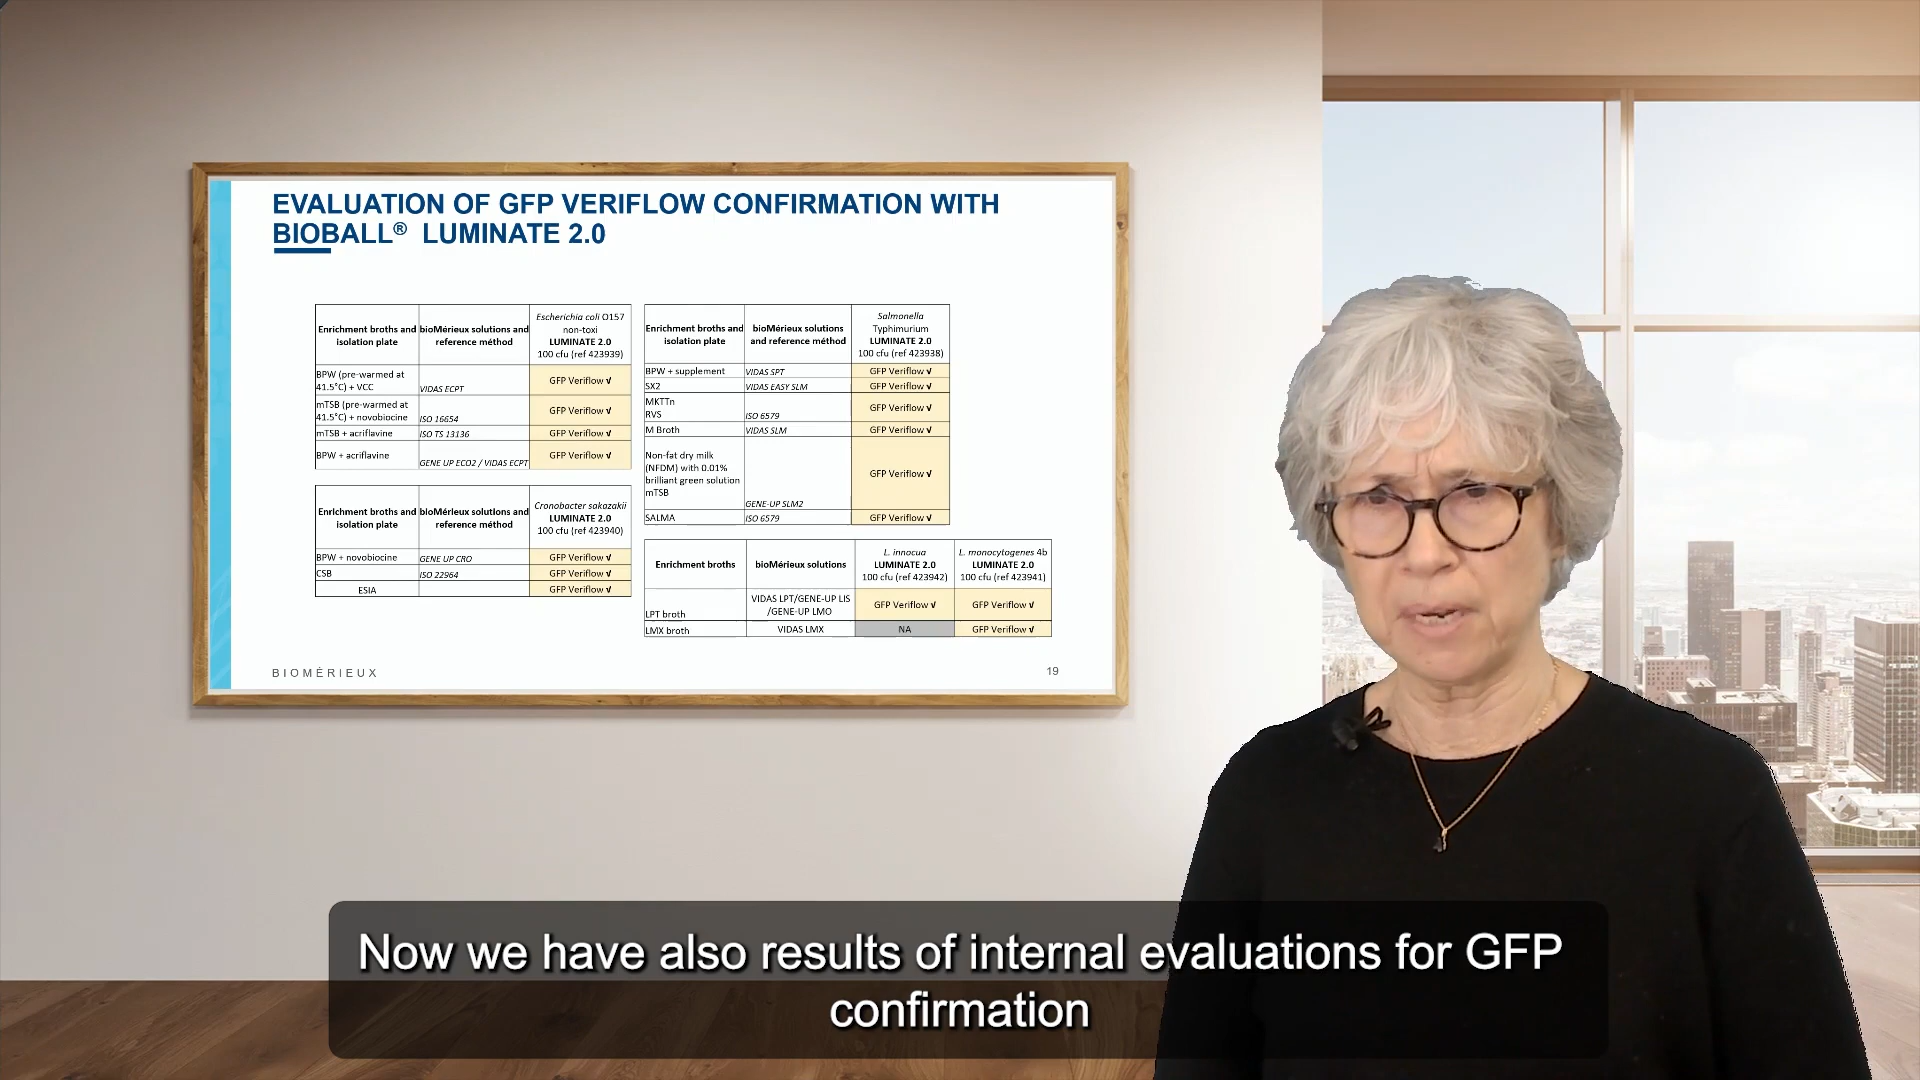 EVALUATION OF GFP VERIFLOW CONFIRMATION WITH
BIOBALL® LUMINATE 2.0
Enrichment broths and isolation plate bioMérieux solutions and reference méthod Escherichia coli O157 non-toxi LUMINATE 2.0 100 cfu (ref 423939)
BPW (pre-warmed at 41.5°C) + VCC VIDAS ECPT GFP Veriflow √
mTSB (pre-warmed at 41.5°C) + novobiocine ISO 16654 GFP Veriflow √
mTSB + acriflavine ISO TS 13136 GFP Veriflow √
BPW + acriflavine GENE UP ECO2 / VIDAS ECPT GFP Veriflow √
Enrichment broths and isolation plate bioMérieux solutions and reference méthod Cronobacter sakazakii LUMINATE 2.0 100 cfu (ref 423940)
BPW + novobiocine GENE UP CRO GFP Veriflow √
CSB ISO 22964 GFP Veriflow √
ESIA GFP Veriflow √
Enrichment broths and isolation plate bioMérieux solutions and reference méthod Salmonella Typhimurium LUMINATE 2.0 100 cfu (ref 423938)
BPW + supplement VIDAS SPT GFP Veriflow √
SX2 VIDAS EASY SLM GFP Veriflow √
MKTTn RVS ISO 6579 GFP Veriflow √
M Broth VIDAS SLM GFP Veriflow √
Non-fat dry milk (NFDM) with 0.01% brilliant green solution mTSB GENE-UP SLM2 GFP Veriflow √
SALMA ISO 6579 GFP Veriflow √
Enrichment broths bioMérieux solutions L. innocua LUMINATE 2.0 100 cfu (ref 423942) L. monocytogenes 4b LUMINATE 2.0 100 cfu (ref 423941)
LPT broth VIDAS LPT/GENE-UP LIS /GENE-UP LMO GFP Veriflow √ GFP Veriflow √
LMX broth VIDAS LMX NA GFP Veriflow √
BIOMÉRIEUX
19
Now we have also results of internal evaluations for GFP
confirmation